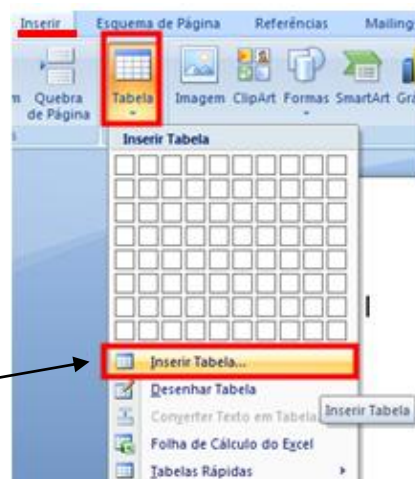 Inserir Esquema de Página Referências Mailing
Quebra de Página Tabela Imagem ClipArt Formas SmartArt
Inserir Tabela
Inserir Tabela...
Desenhar Tabela
Converter Texto em Tabela
Inserir Tabela
Folha de Cálculo do Excel
Tabelas Rápidas